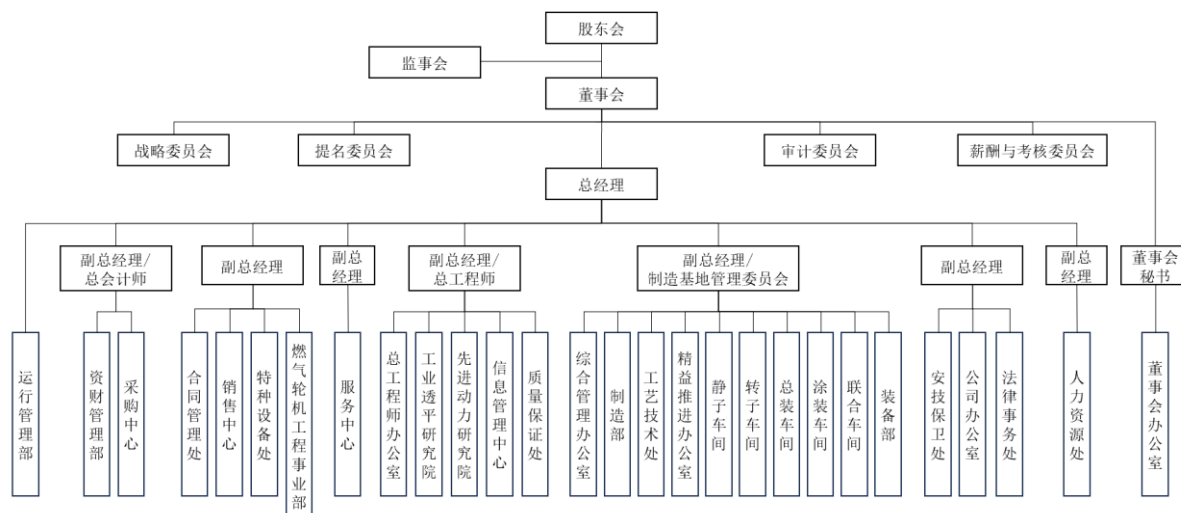 股东会
监事会
董事会
战略委员会
提名委员会
审计委员会
薪酬与考核委员会
总经理
副总经理/
总会计师
副总经理
副总
经理
副总经理/
总工程师
副总经理/
制造基地管理委员会
副总经理
副总
经理
董事会
秘书
运行管理部
资财管理部
采购中心
合同管理处
销售中心
特种设备处
燃气轮机工程事业部
服务中心
总工程师办公室
工业透平研究院
先进动力研究院
信息管理中心
质量保证处
综合管理办公室
制造部
工艺技术处
精益推进办公室
静子车间
转子车间
总装车间
涂装车间
联合车间
装备部
安技保卫处
公司办公室
法律事务处
人力资源处
董事会办公室